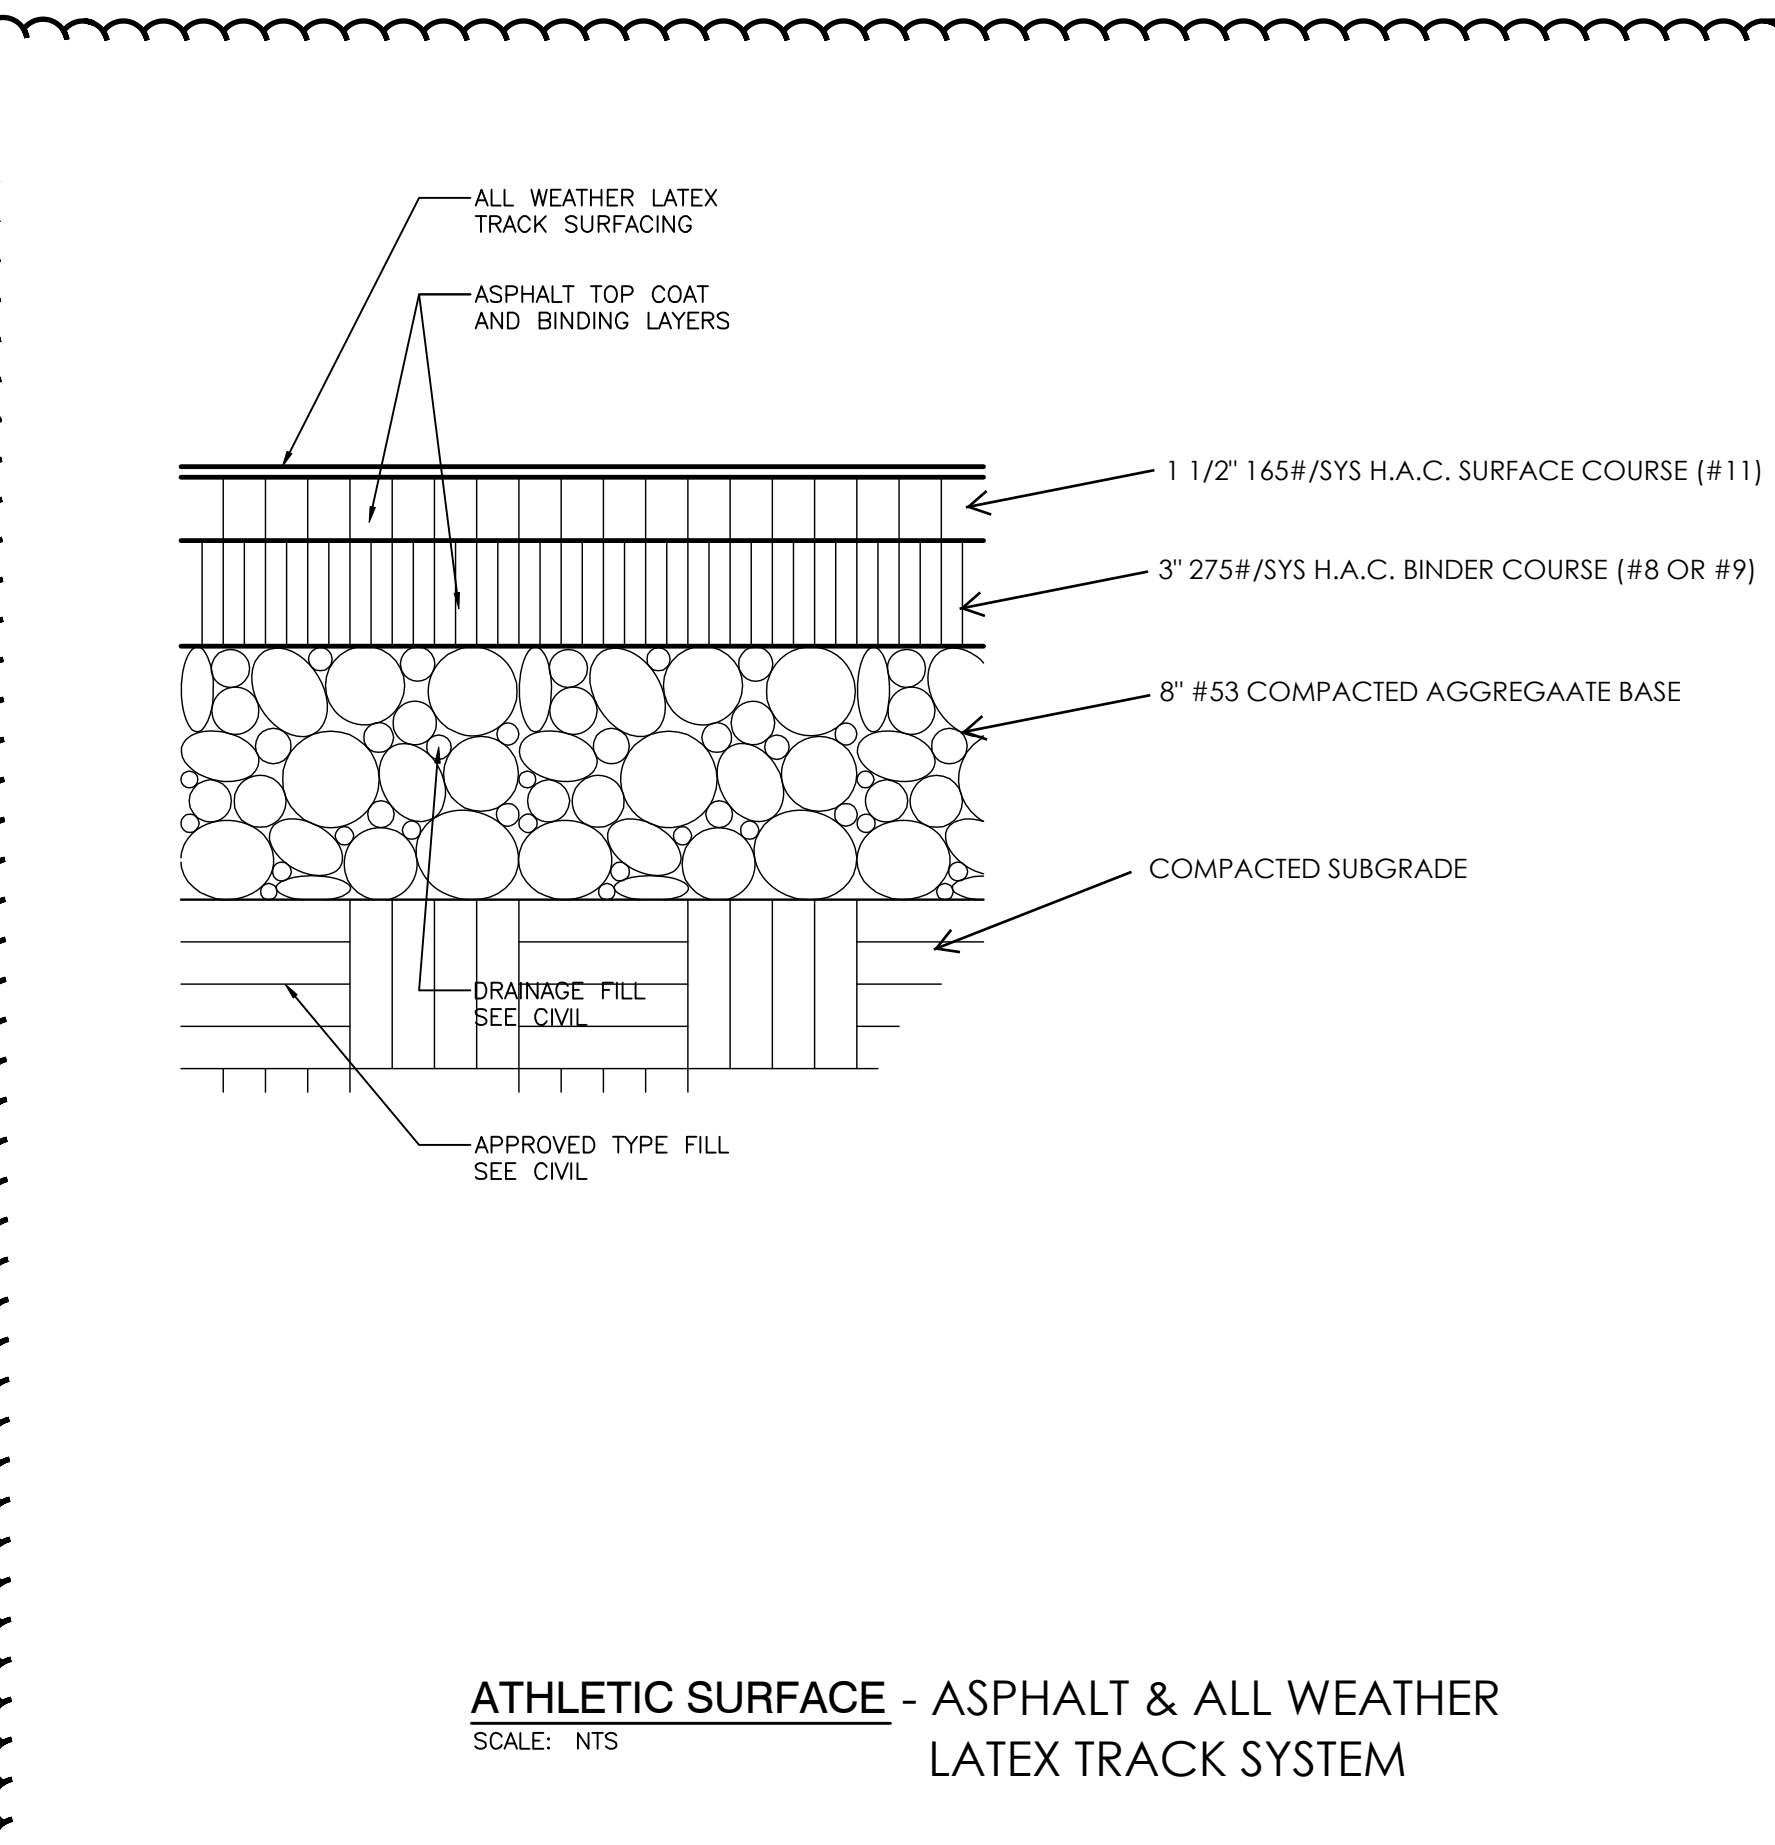 ALL WEATHER LATEX
TRACK SURFACING
ASPHALT TOP COAT
AND BINDING LAYERS
1 1/2" 165#/SYS H.A.C. SURFACE COURSE (#11)
3" 275#/SYS H.A.C. BINDER COURSE (#8 OR #9)
8" #53 COMPACTED AGGREGAATE BASE
COMPACTED SUBGRADE
DRAINAGE FILL
SEE CIVIL
APPROVED TYPE FILL
SEE CIVIL
ATHLETIC SURFACE - ASPHALT & ALL WEATHER
LATEX TRACK SYSTEM
SCALE: NTS